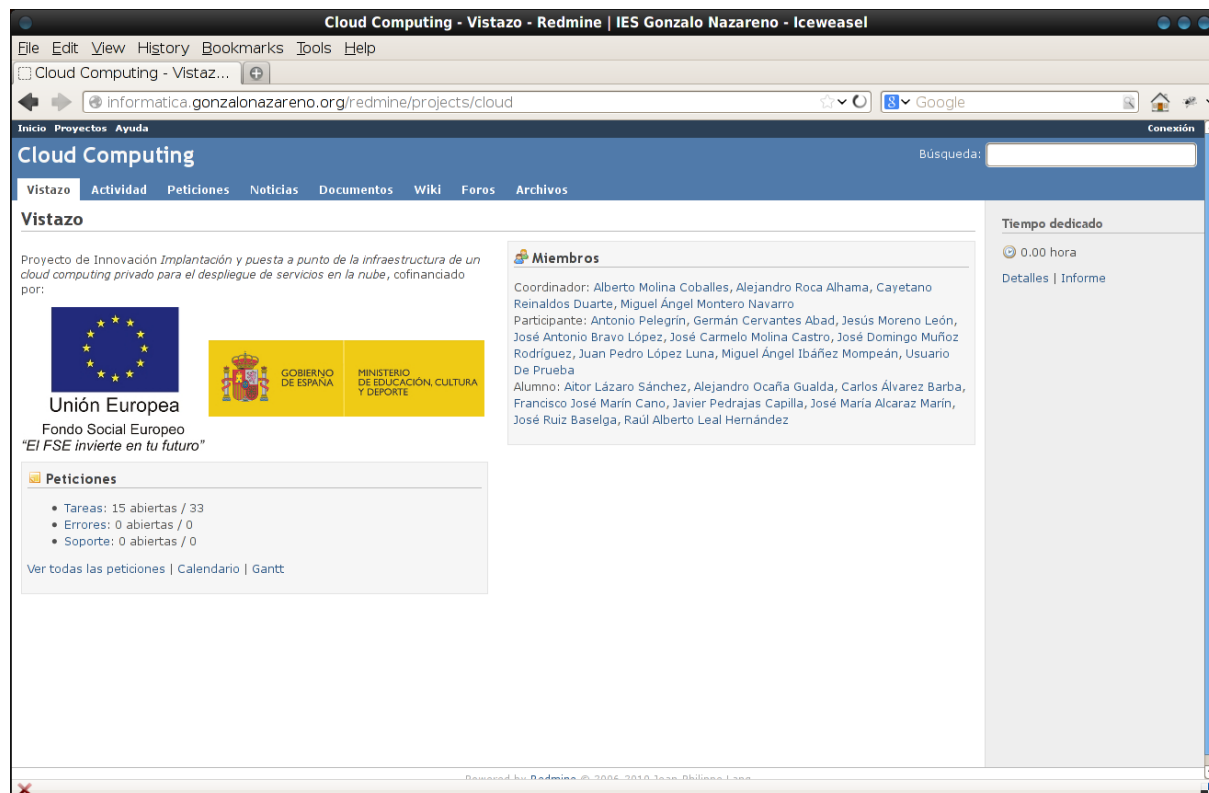 Cloud Computing - Vistazo - Redmine | IES Gonzalo Nazareno - Iceweasel
File Edit View History Bookmarks Tools Help
Cloud Computing - Vistaz...
informatica.gonzalonazareno.org/redmine/projects/cloud
Google
Inicio Proyectos Ayuda
Conexión
Cloud Computing
Búsqueda:
Vistazo Actividad Peticiones Noticias Documentos Wiki Foros Archivos
Vistazo
Proyecto de Innovación Implantación y puesta a punto de la infraestructura de un
cloud computing privado para el despliegue de servicios en la nube, cofinanciado
por:
Unión Europea
Fondo Social Europeo
"El FSE invierte en tu futuro"
GOBIERNO
DE ESPAÑA
MINISTERIO
DE EDUCACIÓN, CULTURA
Y DEPORTE
Peticiones
Tareas: 15 abiertas / 33
Errores: 0 abiertas / 0
Soporte: 0 abiertas / 0
Ver todas las peticiones | Calendario | Gantt
Miembros
Coordinador: Alberto Molina Coballes, Alejandro Roca Alhama, Cayetano
Reinaldos Duarte, Miguel Ángel Montero Navarro
Participante: Antonio Pelegrín, Germán Cervantes Abad, Jesús Moreno León,
José Antonio Bravo López, José Carmelo Molina Castro, José Domingo Muñoz
Rodríguez, Juan Pedro López Luna, Miguel Ángel Ibáñez Mompeán, Usuario
De Prueba
Alumno: Aitor Lázaro Sánchez, Alejandro Ocaña Gualda, Carlos Álvarez Barba,
Francisco José Marín Cano, Javier Pedrajas Capilla, José María Alcaraz Marín,
José Ruiz Baselga, Raúl Alberto Leal Hernández
Tiempo dedicado
0.00 hora
Detalles | Informe
Powered by Redmine © 2006-2010 Jean-Philippe Lang